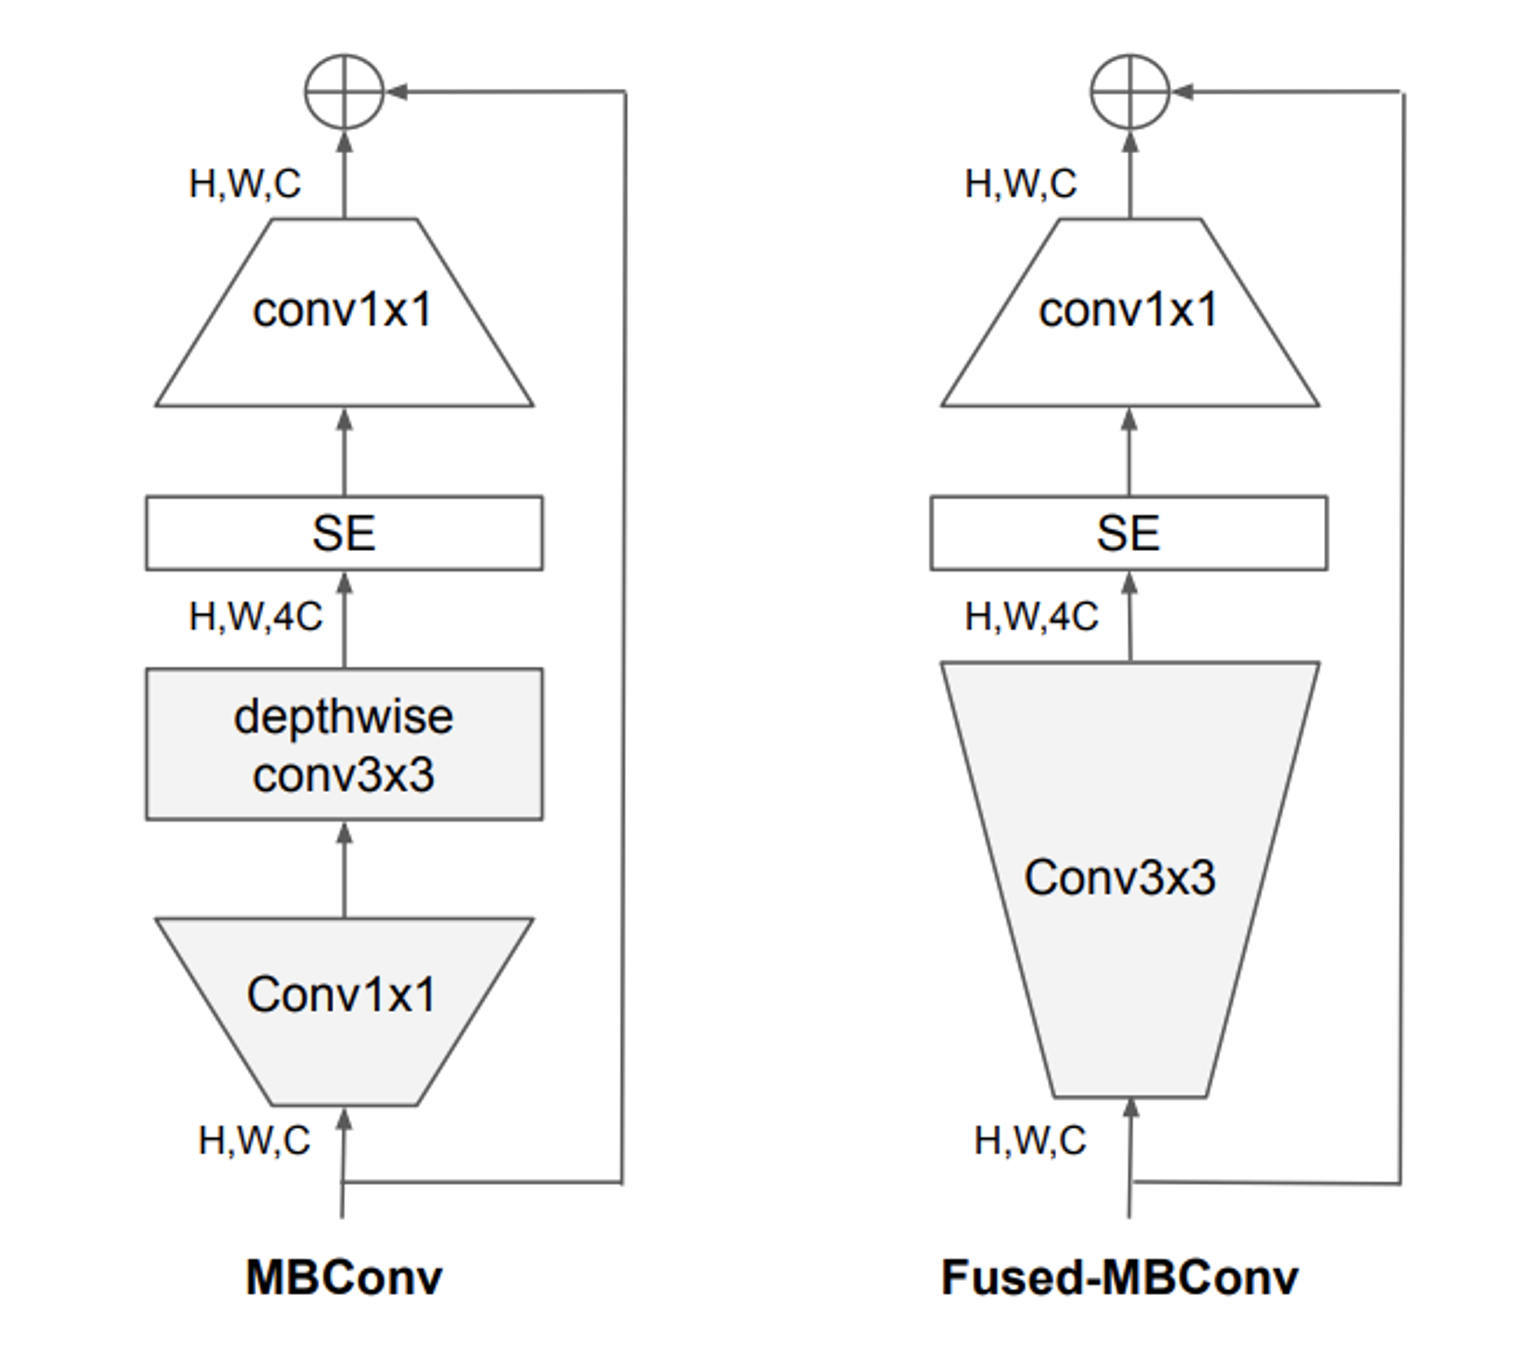 H,W,C
conv1x1
SE
H,W,4C
depthwise
conv3x3
Conv1x1
H,W,C
MBConv
H,W,C
conv1x1
SE
H,W,4C
Conv3x3
H,W,C
Fused-MBConv